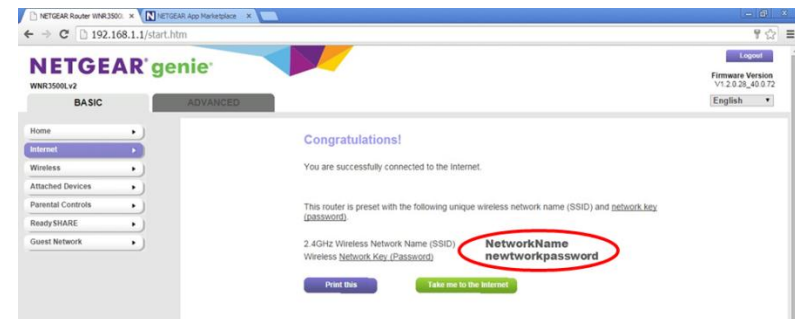 NETGEAR Router WNR3500L ×
NETGEAR App Marketplace ×
192.168.1.1/start.htm
NETGEAR® genie®
Logout
WNR3500Lv2
Firmware Version
V1.2.0.28_40.0.72
BASIC
ADVANCED
English
Home
Internet
Wireless
Attached Devices
Parental Controls
ReadySHARE
Guest Network
Congratulations!
You are successfully connected to the Internet.
This router is preset with the following unique wireless network name (SSID) and network key
(password).
2.4GHz Wireless Network Name (SSID) NetworkName
Wireless Network Key (Password) newtworkpassword
Print this
Take me to the Internet